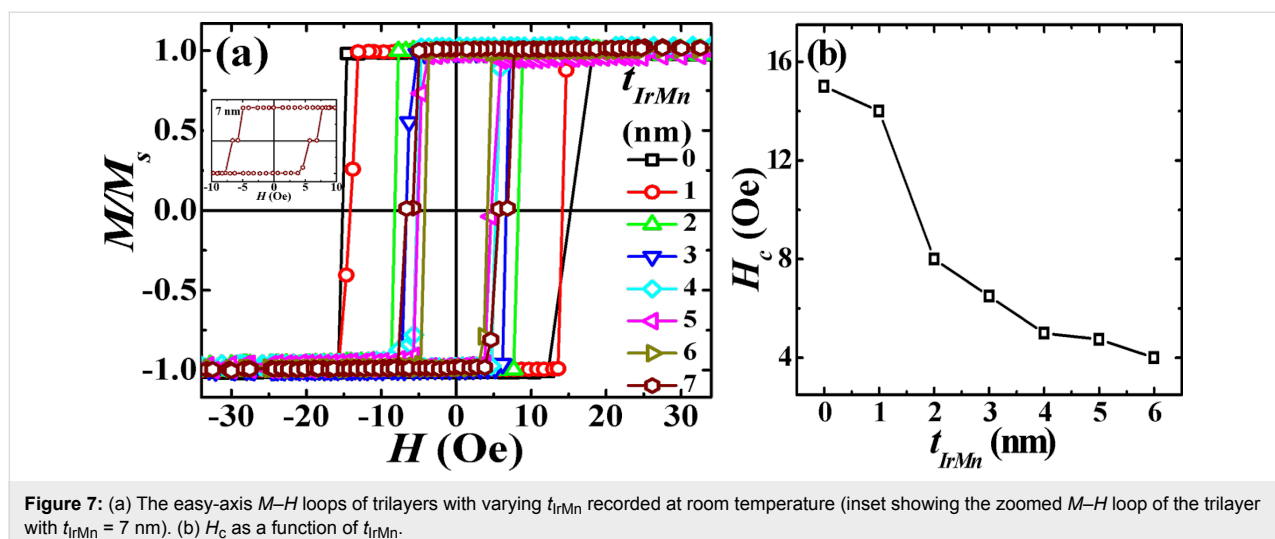 (a)
M/Ms
1.0
0.5
0.0
-0.5
-1.0
-30 -20 -10 0 10 20 30
H (Oe)
7 nm
-10 -5 0 5 10
H (Oe)
tIrMn
(nm)
0
1
2
3
4
5
6
7
(b)
Hc (Oe)
16
12
8
4
0 1 2 3 4 5 6
tIrMn (nm)
Figure 7: (a) The easy-axis M–H loops of trilayers with varying tIrMn recorded at room temperature (inset showing the zoomed M–H loop of the trilayer
with tIrMn = 7 nm). (b) Hc as a function of tIrMn.